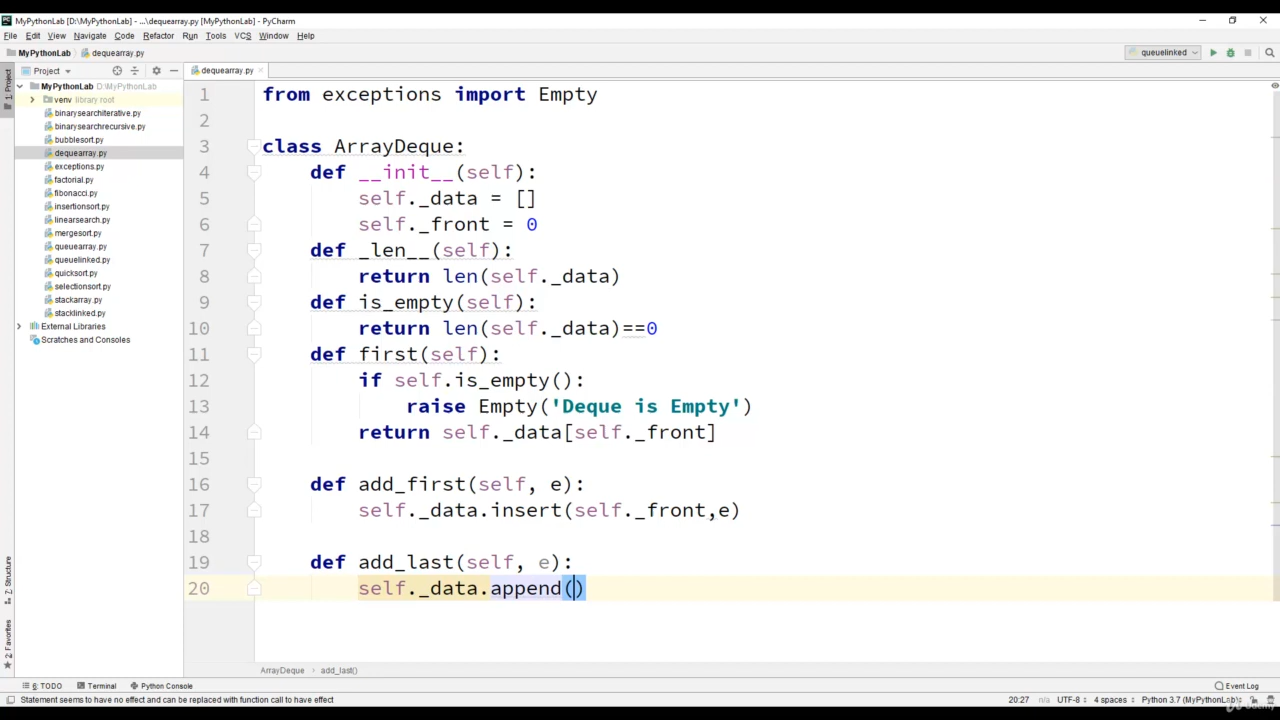 MyPythonLab [D:\MyPythonLab] - ...\dequearray.py [MyPythonLab] - PyCharm
File Edit View Navigate Code Refactor Run Tools VCS Window Help
MyPythonLab dequearray.py queuelinked
1: Project
Project
dequearray.py
MyPythonLab D:\MyPythonLab
venv library root
binarysearchiterative.py
binarysearchrecursive.py
bubblesort.py
dequearray.py
exceptions.py
factorial.py
fibonacci.py
insertionsort.py
linearsearch.py
mergesort.py
queuearray.py
queuelinked.py
quicksort.py
selectionsort.py
stackarray.py
stacklinked.py
External Libraries
Scratches and Consoles
1 from exceptions import Empty
2
3 class ArrayDeque:
4 def __init__(self):
5 self._data = []
6 self._front = 0
7 def _len__(self):
8 return len(self._data)
9 def is_empty(self):
10 return len(self._data)==0
11 def first(self):
12 if self.is_empty():
13 raise Empty('Deque is Empty')
14 return self._data[self._front]
15
16 def add_first(self, e):
17 self._data.insert(self._front,e)
18
19 def add_last(self, e):
20 self._data.append()
7: Structure
2: Favorites
ArrayDeque › add_last()
6: TODO Terminal Python Console Event Log
Statement seems to have no effect and can be replaced with function call to have effect 20:27 n/a UTF-8 4 spaces Python 3.7 (MyPythonLab)